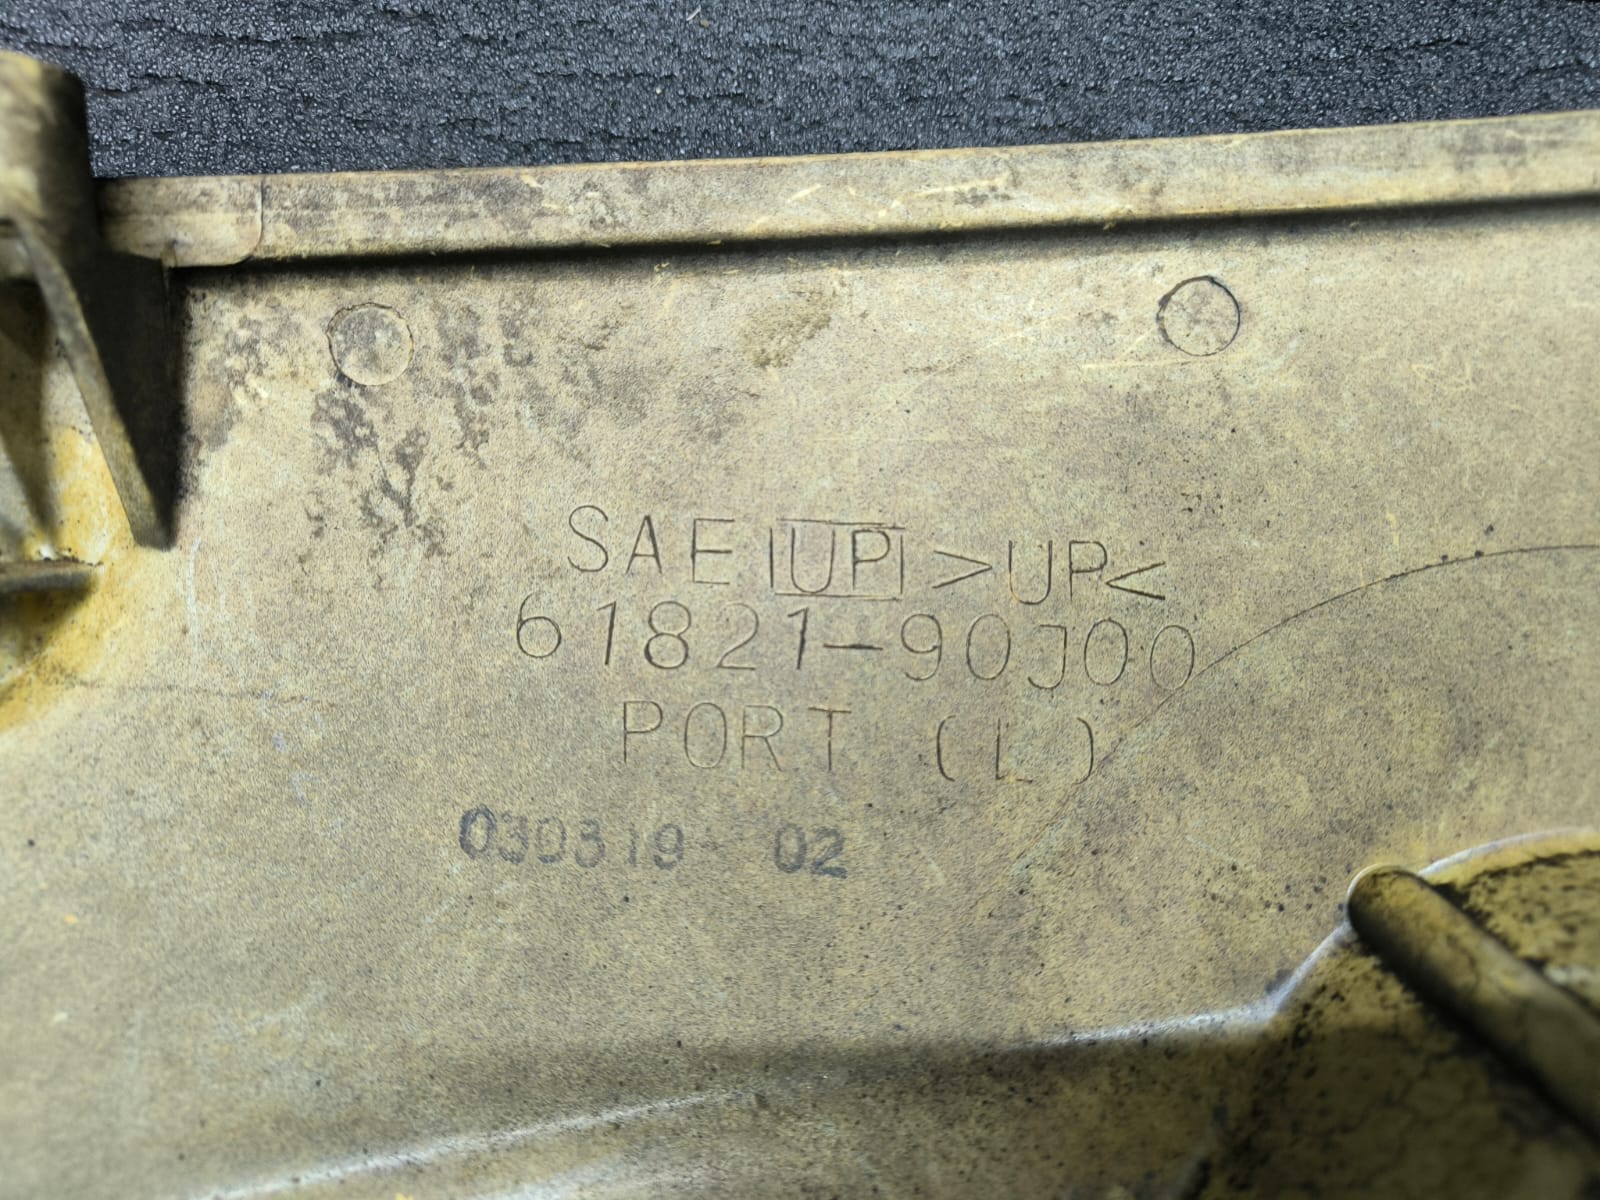 SAE UP >UP<
61821-90J00
PORT (L)
030319 02